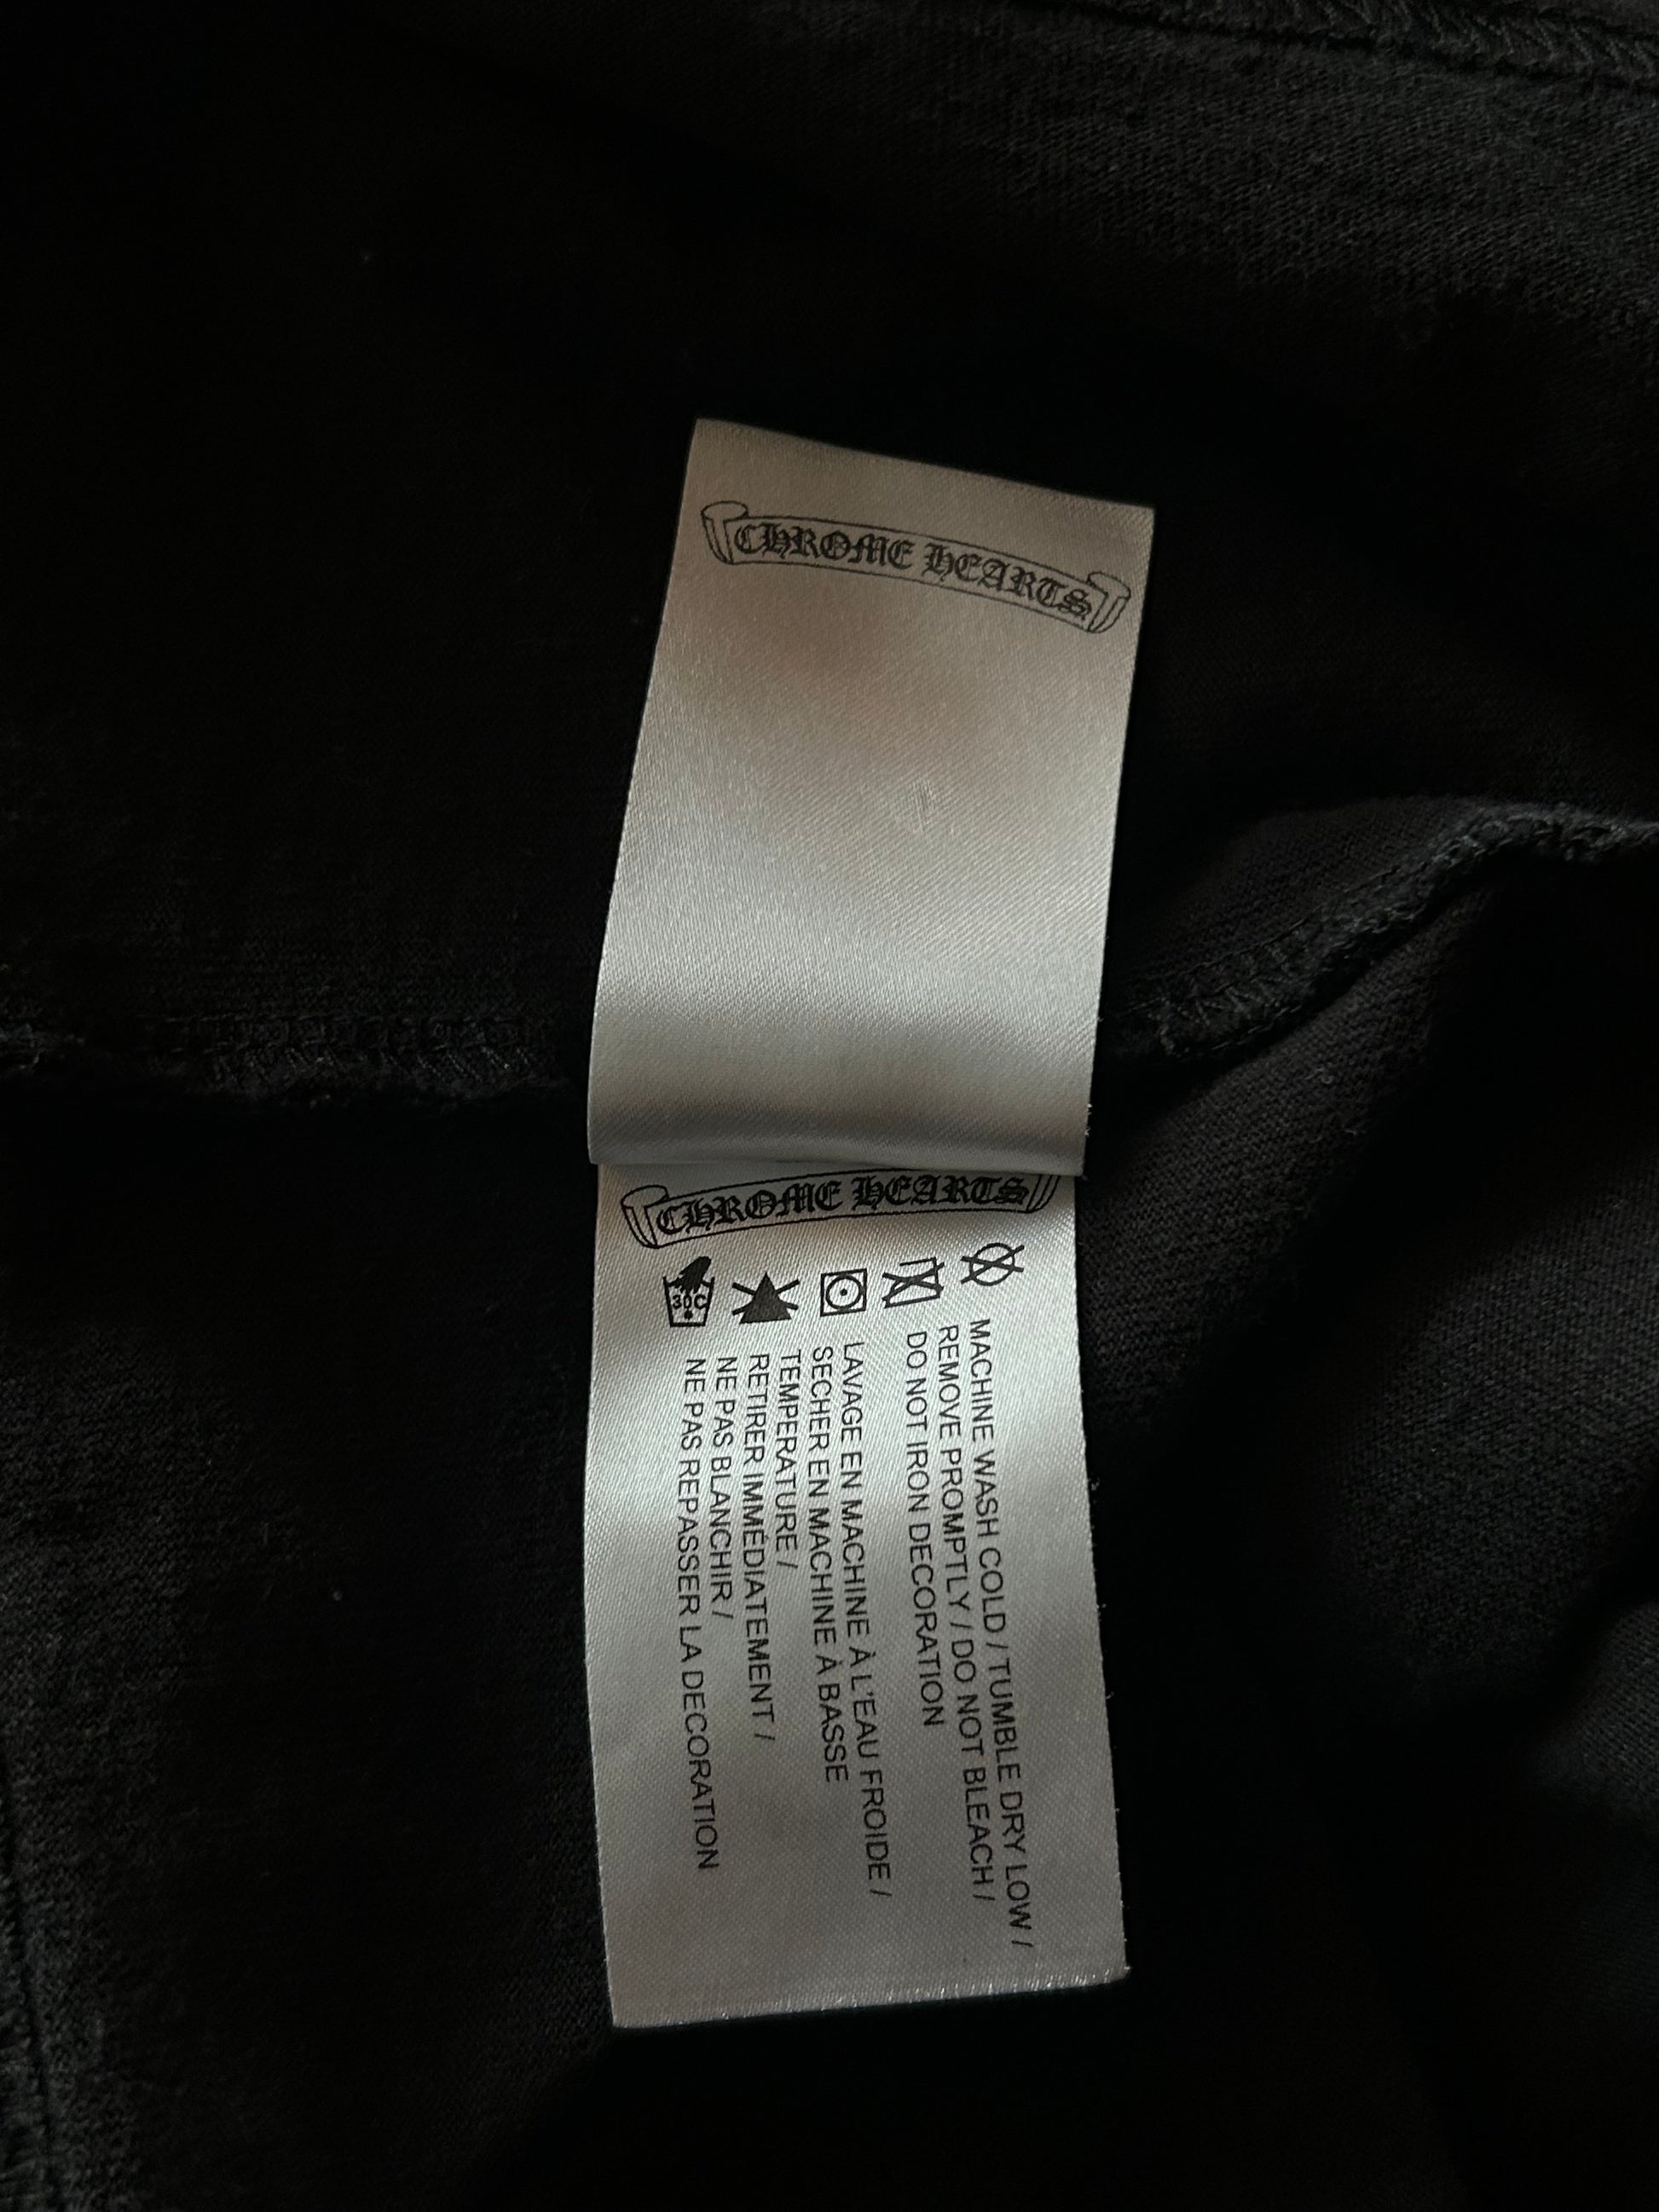 CHROME HEARTS
CHROME HEARTS
30C
MACHINE WASH COLD / TUMBLE DRY LOW /
REMOVE PROMPTLY / DO NOT BLEACH /
DO NOT IRON DECORATION
LAVAGE EN MACHINE À L'EAU FROIDE /
SECHER EN MACHINE À BASSE
TEMPERATURE /
RETIRER IMMÉDIATEMENT /
NE PAS BLANCHIR /
NE PAS REPASSER LA DECORATION